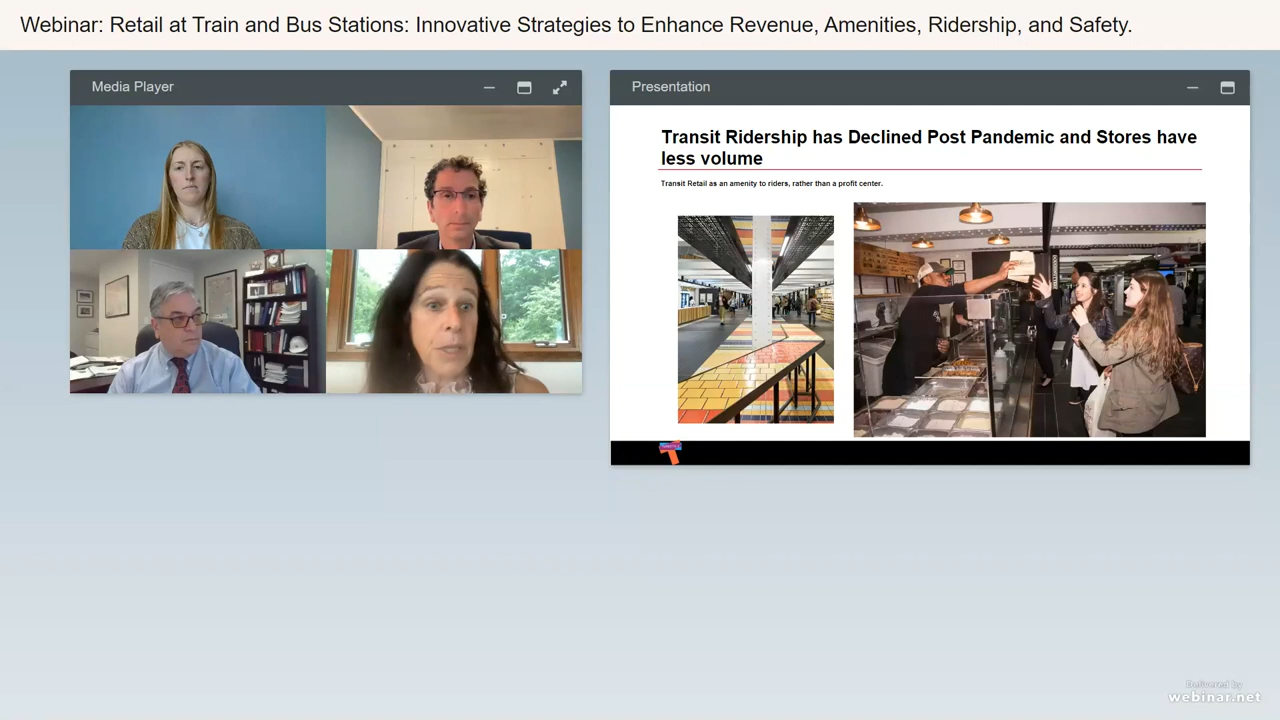 Webinar: Retail at Train and Bus Stations: Innovative Strategies to Enhance Revenue, Amenities, Ridership, and Safety.
Media Player
Presentation
Transit Ridership has Declined Post Pandemic and Stores have
less volume
Transit Retail as an amenity to riders, rather than a profit center.
Delivered by
webinar.net